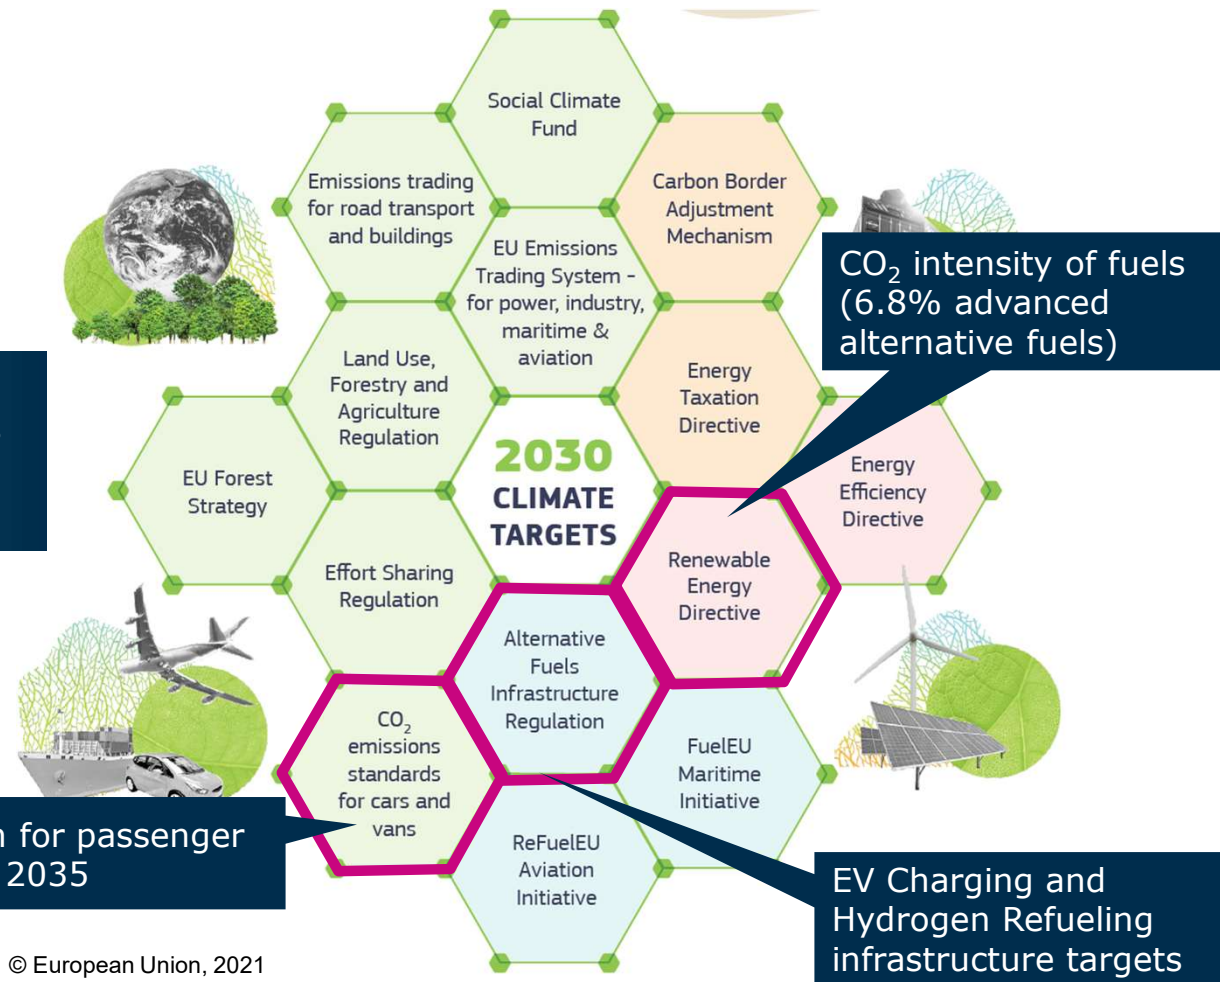 Social Climate
Fund
Emissions trading
for road transport
and buildings
Carbon Border
Adjustment
Mechanism
EU Emissions
Trading System -
for power, industry,
maritime &
aviation
CO₂ intensity of fuels
(6.8% advanced
alternative fuels)
Land Use,
Forestry and
Agriculture
Regulation
Energy
Taxation
Directive
2030
CLIMATE
TARGETS
EU Forest
Strategy
Energy
Efficiency
Directive
Effort Sharing
Regulation
Renewable
Energy
Directive
Alternative
Fuels
Infrastructure
Regulation
CO₂
emissions
standards
for cars and
vans
FuelEU
Maritime
Initiative
for passenger
2035
ReFuelEU
Aviation
Initiative
EV Charging and
Hydrogen Refueling
infrastructure targets
© European Union, 2021